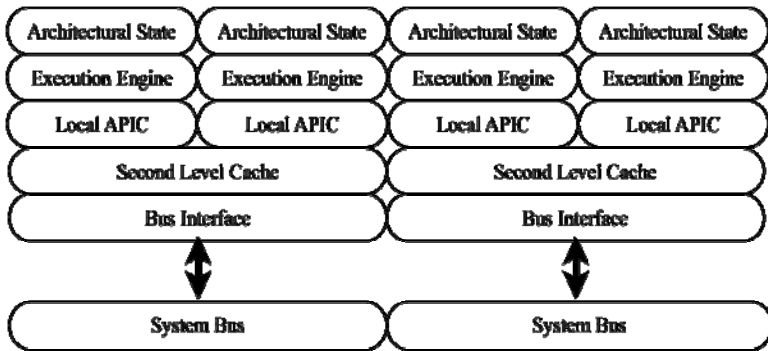 Architectural State Architectural State Architectural State Architectural State
Execution Engine Execution Engine Execution Engine Execution Engine
Local APIC Local APIC Local APIC Local APIC
Second Level Cache Second Level Cache
Bus Interface Bus Interface
System Bus System Bus